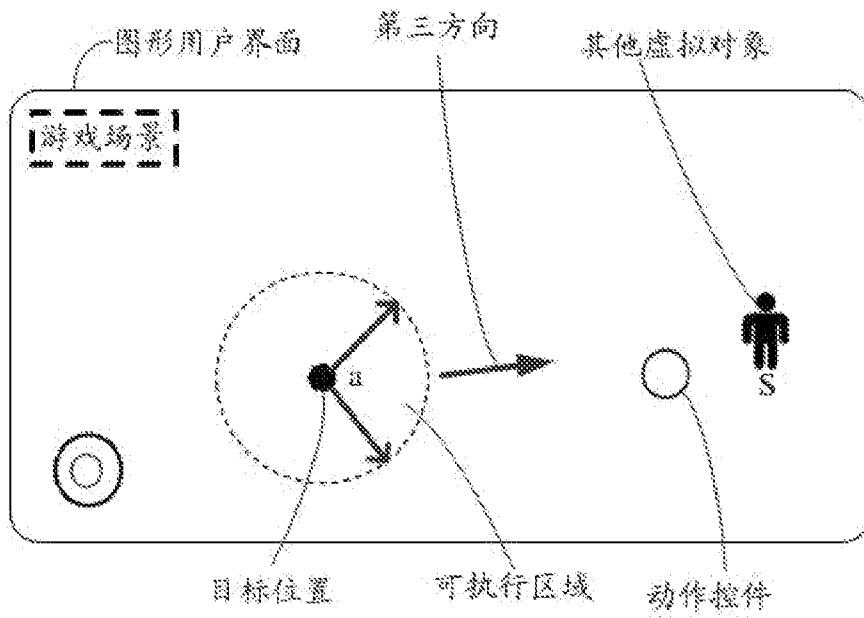 图形用户界面
第三方向
其他虚拟对象
游戏场景
a
S
目标位置
可执行区域
动作控件